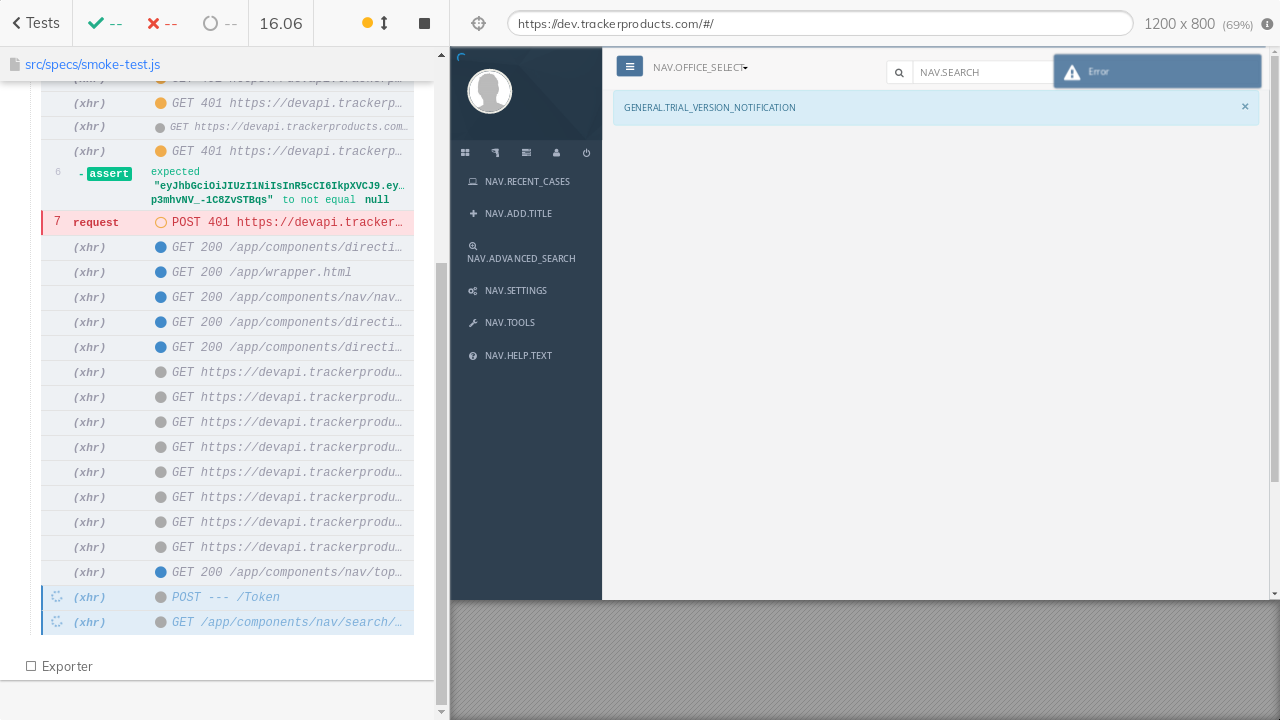 Tests
--
--
--
16.06
https://dev.trackerproducts.com/#/
1200 x 800 (69%)
src/specs/smoke-test.js
(xhr) GET 401 https://devapi.trackerp...
(xhr) GET https://devapi.trackerproducts.com...
(xhr) GET 401 https://devapi.trackerp...
6 -assert expected
"eyJhbGciOiJIUzI1NiIsInR5cCI6IkpXVCJ9.ey...
p3mhvNV_-1C8ZvSTBqs" to not equal null
7 request POST 401 https://devapi.tracker...
(xhr) GET 200 /app/components/directi...
(xhr) GET 200 /app/wrapper.html
(xhr) GET 200 /app/components/nav/nav...
(xhr) GET 200 /app/components/directi...
(xhr) GET 200 /app/components/directi...
(xhr) GET https://devapi.trackerprodu...
(xhr) GET https://devapi.trackerprodu...
(xhr) GET https://devapi.trackerprodu...
(xhr) GET https://devapi.trackerprodu...
(xhr) GET https://devapi.trackerprodu...
(xhr) GET https://devapi.trackerprodu...
(xhr) GET https://devapi.trackerprodu...
(xhr) GET https://devapi.trackerprodu...
(xhr) GET 200 /app/components/nav/top...
(xhr) POST --- /Token
(xhr) GET /app/components/nav/search/...
Exporter
NAV.OFFICE_SELECT
NAV.SEARCH
Error
GENERAL.TRIAL_VERSION_NOTIFICATION
×
NAV.RECENT_CASES
NAV.ADD.TITLE
NAV.ADVANCED_SEARCH
NAV.SETTINGS
NAV.TOOLS
NAV.HELP.TEXT